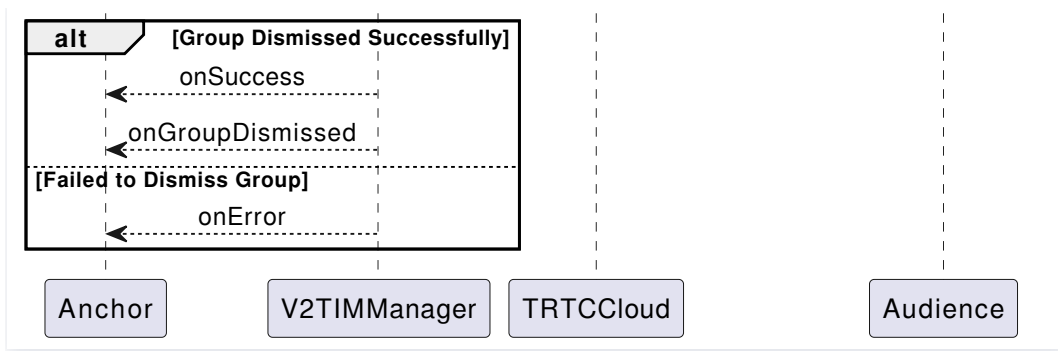 alt [Group Dismissed Successfully]
onSuccess
onGroupDismissed
[Failed to Dismiss Group]
onError
Anchor V2TIMManager TRTCCloud Audience